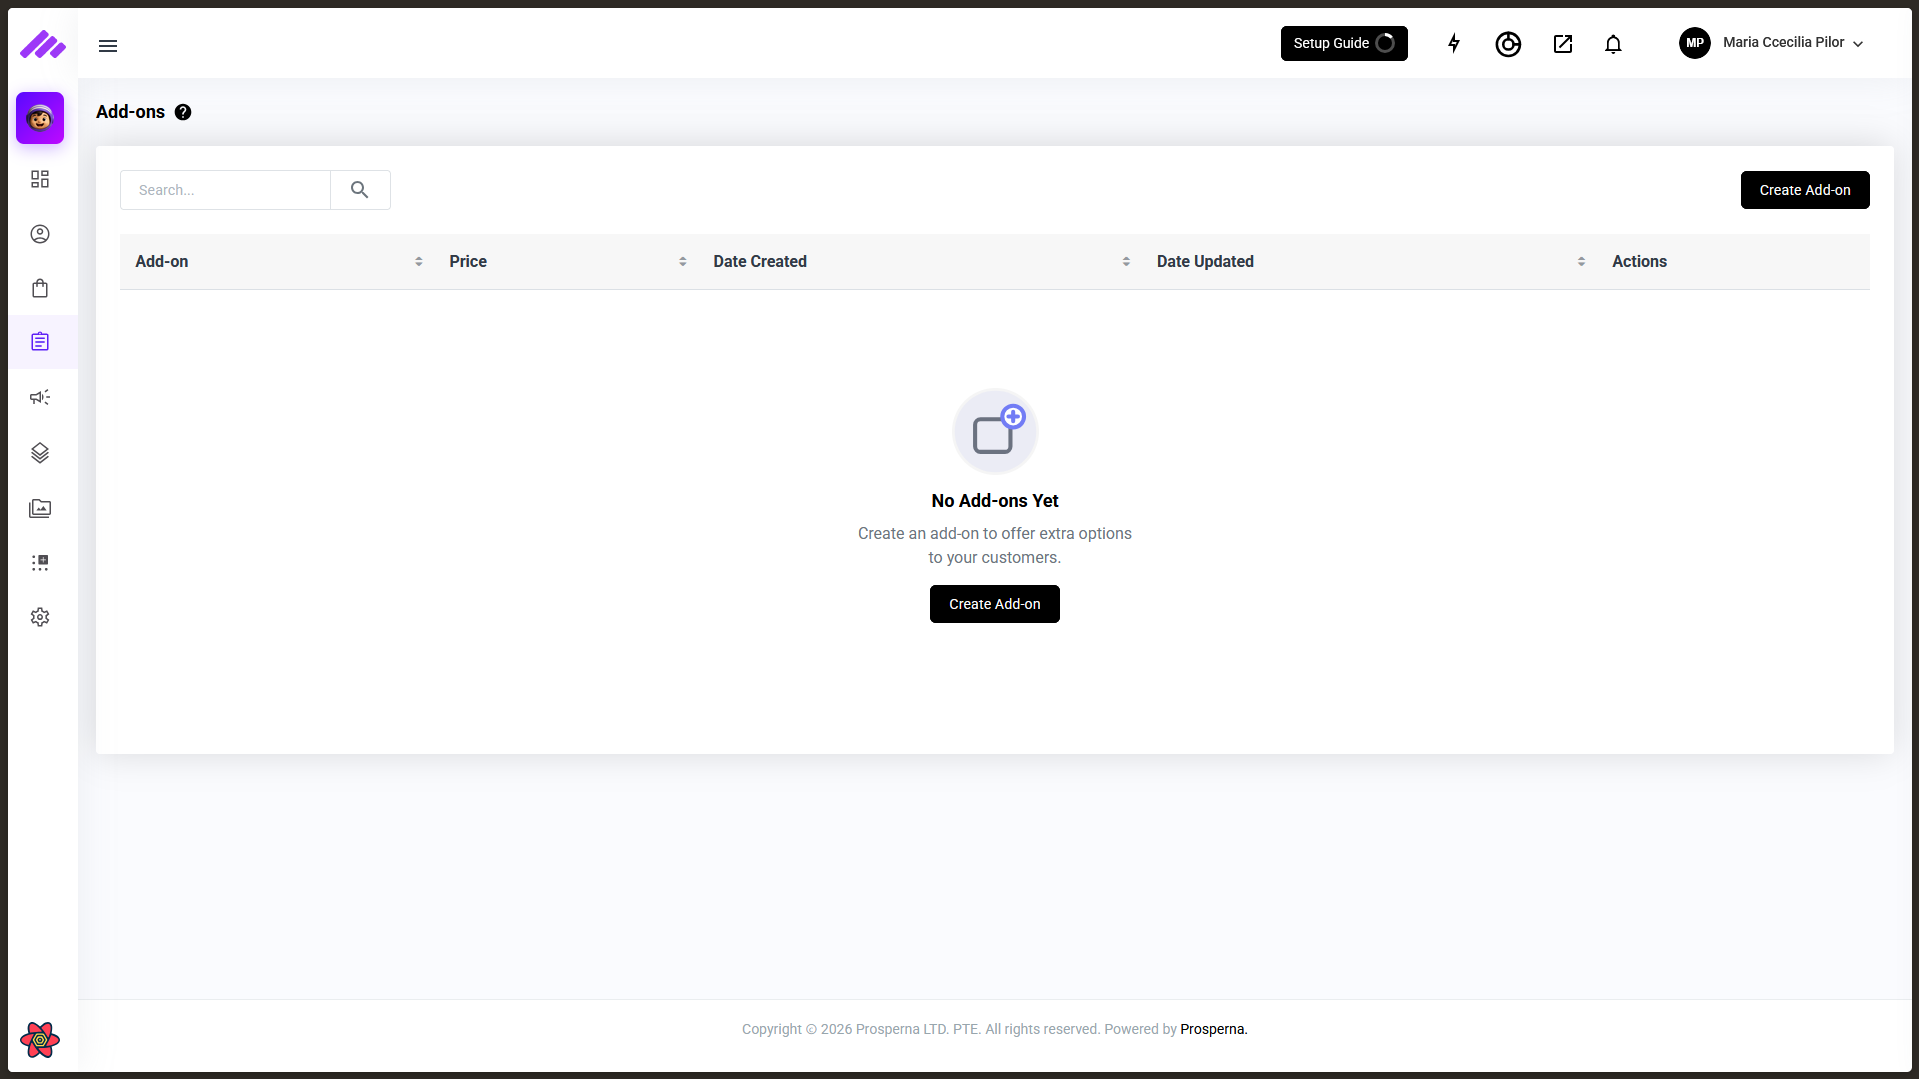 Setup Guide
MP
Maria Ccecilia Pilor
Add-ons
Search...
Create Add-on
Add-on
Price
Date Created
Date Updated
Actions
No Add-ons Yet
Create an add-on to offer extra options
to your customers.
Create Add-on
Copyright © 2026 Prosperna LTD. PTE. All rights reserved. Powered by Prosperna.